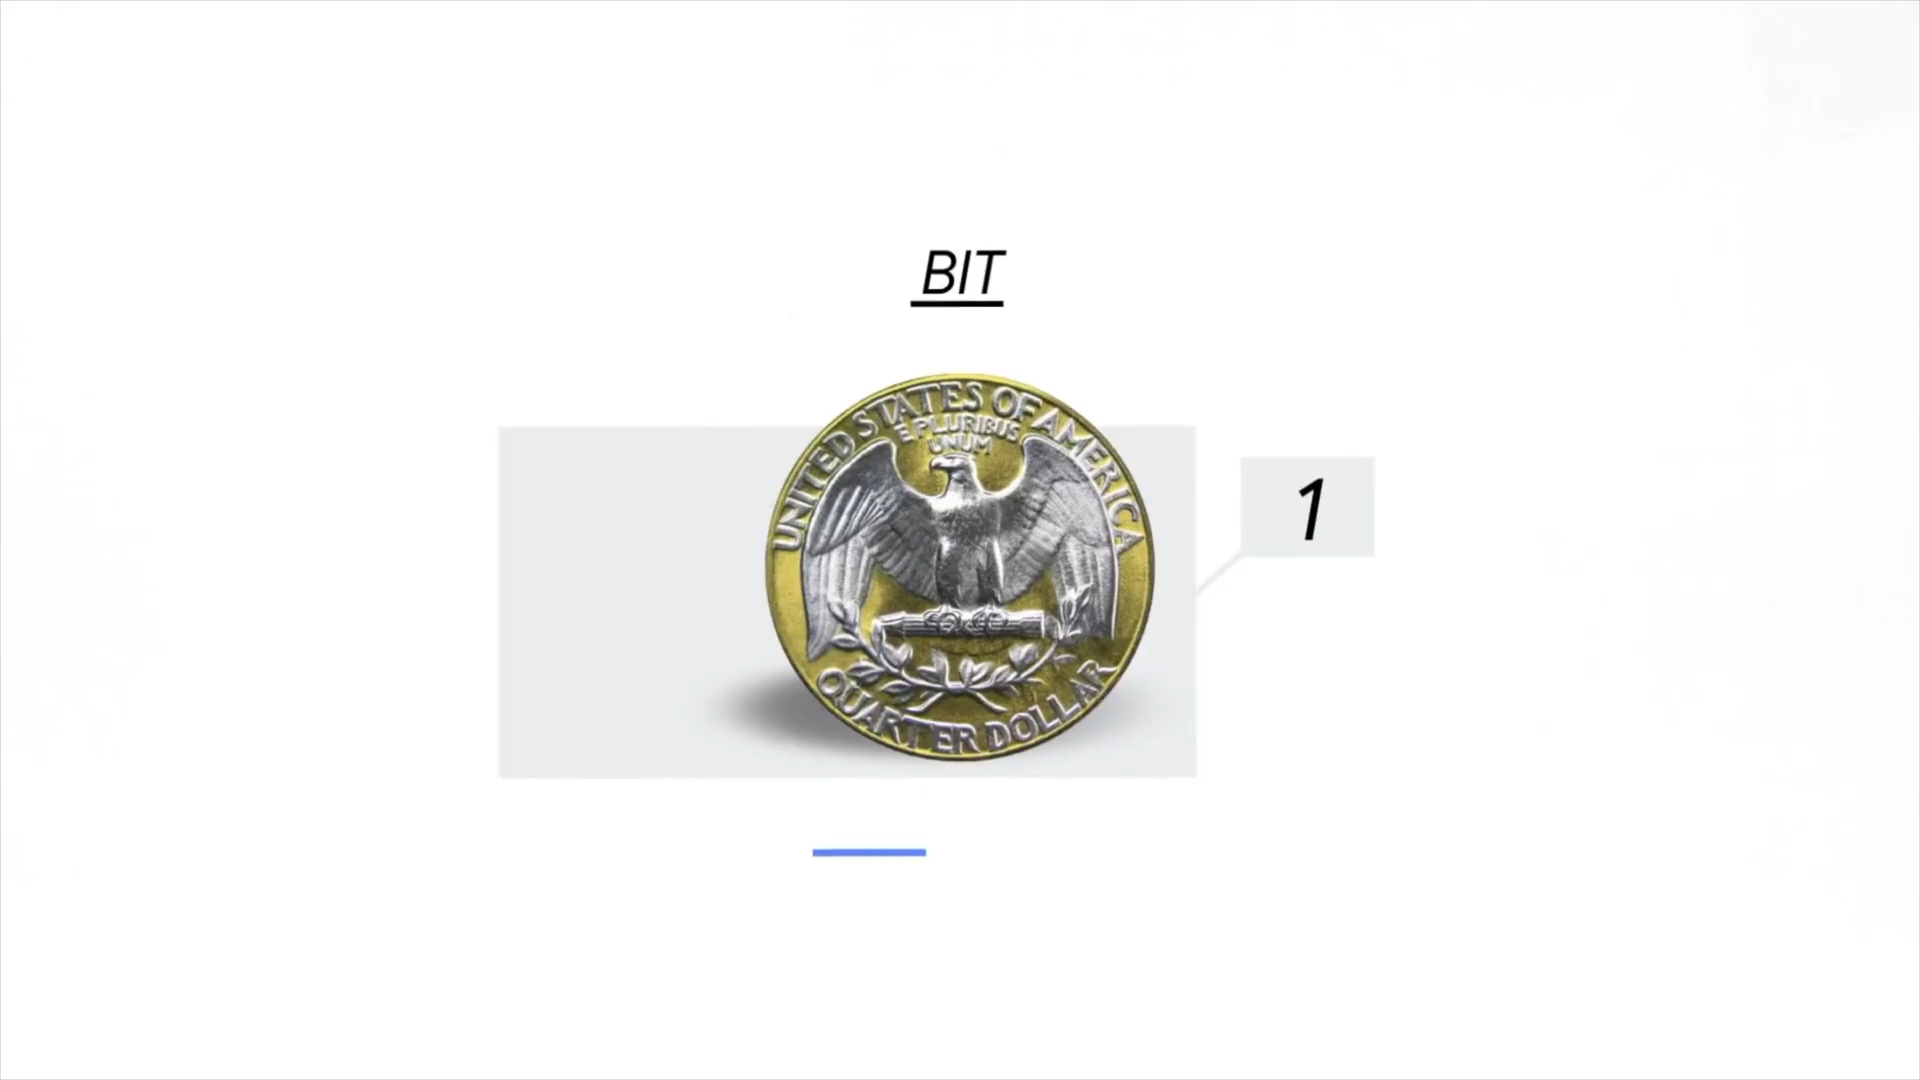 BIT
UNITED STATES OF AMERICA
E PLURIBUS
UNUM
1
QUARTER DOLLAR